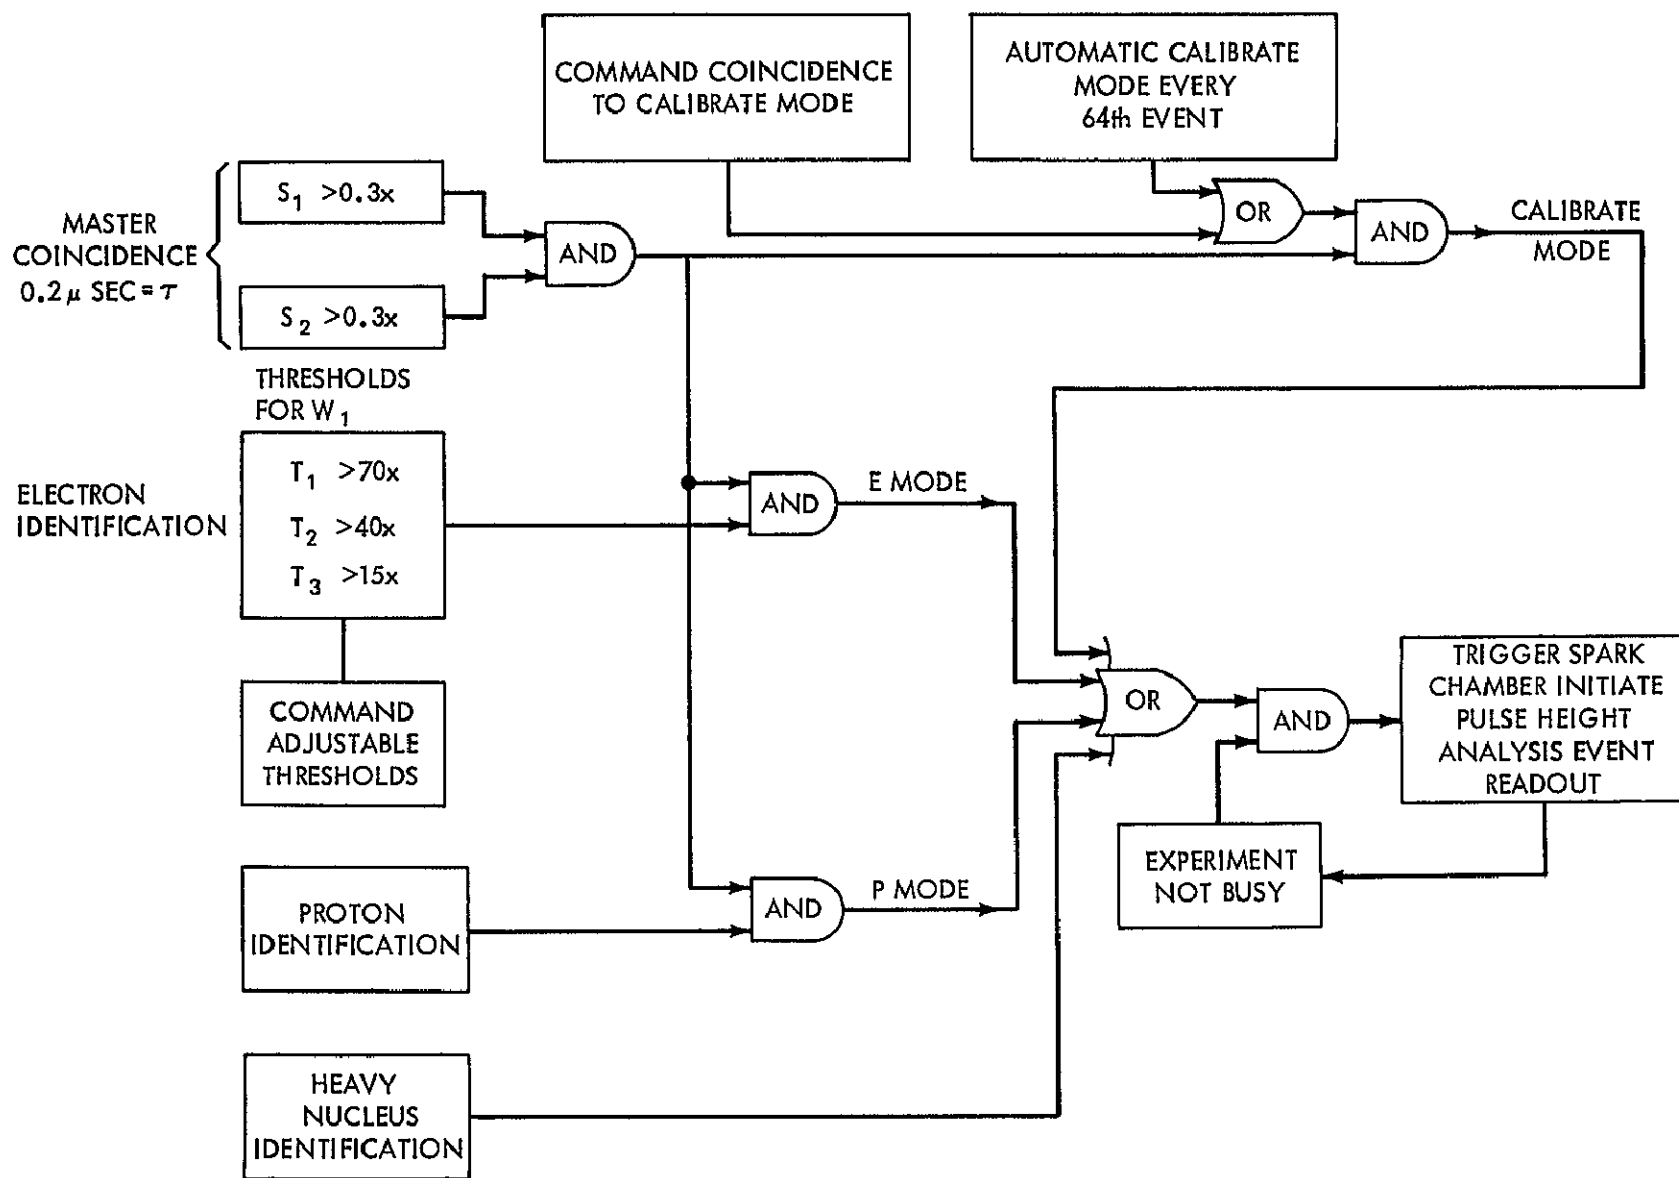 COMMAND COINCIDENCE
TO CALIBRATE MODE
AUTOMATIC CALIBRATE
MODE EVERY
64th EVENT
MASTER
COINCIDENCE
0.2 μ SEC = τ
S₁ >0.3x
S₂ >0.3x
AND
OR
AND
CALIBRATE
MODE
THRESHOLDS
FOR W₁
ELECTRON
IDENTIFICATION
T₁ >70x
T₂ >40x
T₃ >15x
AND
E MODE
COMMAND
ADJUSTABLE
THRESHOLDS
OR
AND
TRIGGER SPARK
CHAMBER INITIATE
PULSE HEIGHT
ANALYSIS EVENT
READOUT
EXPERIMENT
NOT BUSY
PROTON
IDENTIFICATION
AND
P MODE
HEAVY
NUCLEUS
IDENTIFICATION